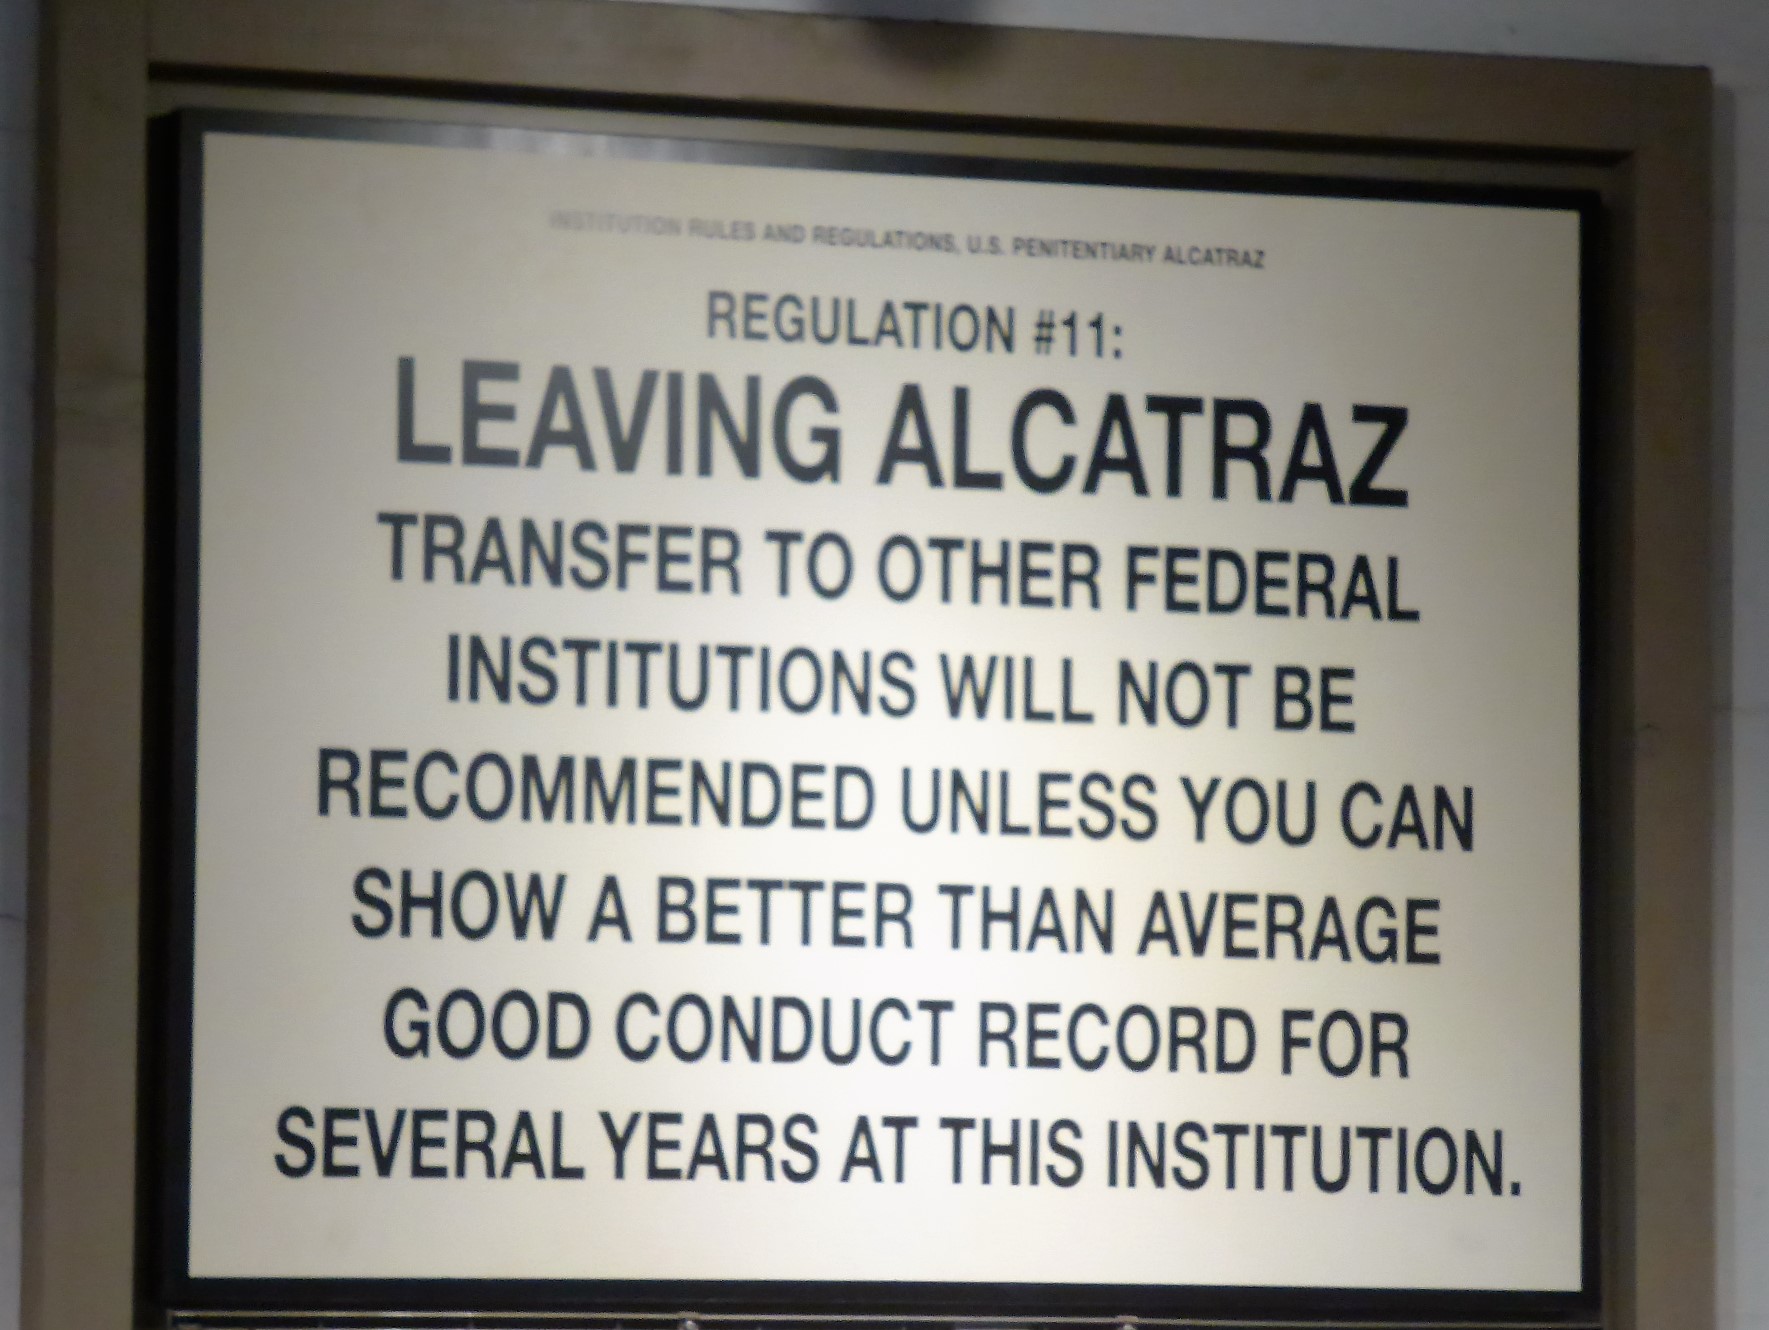 INSTITUTION RULES AND REGULATIONS, U.S. PENITENTIARY ALCATRAZ
REGULATION #11:
LEAVING ALCATRAZ
TRANSFER TO OTHER FEDERAL
INSTITUTIONS WILL NOT BE
RECOMMENDED UNLESS YOU CAN
SHOW A BETTER THAN AVERAGE
GOOD CONDUCT RECORD FOR
SEVERAL YEARS AT THIS INSTITUTION.